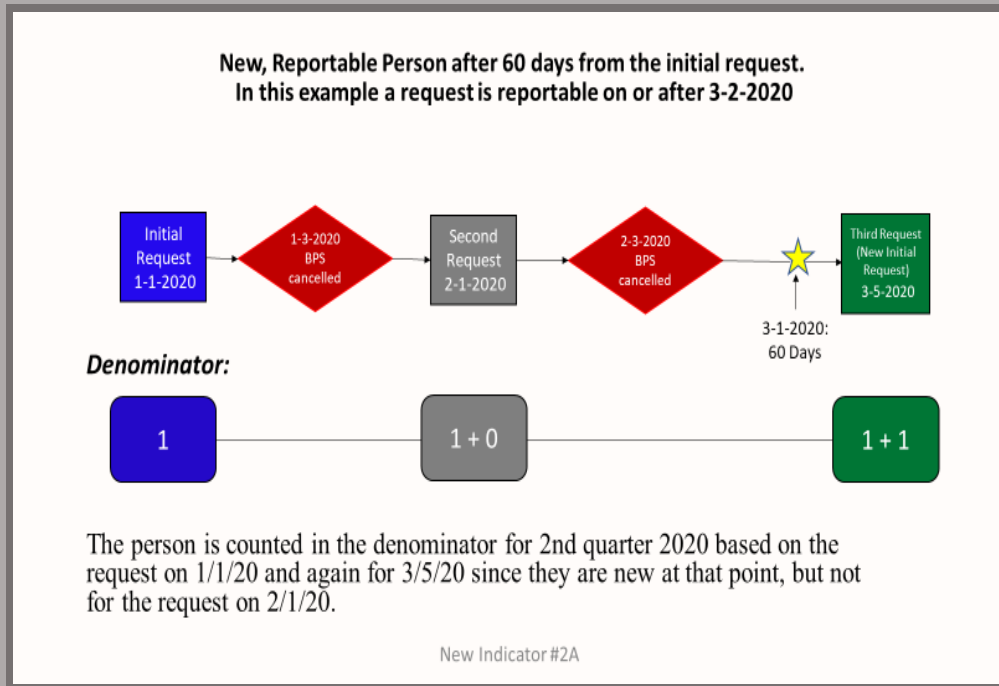 New, Reportable Person after 60 days from the initial request.
In this example a request is reportable on or after 3-2-2020
Initial
Request
1-1-2020
1-3-2020
BPS
cancelled
Second
Request
2-1-2020
2-3-2020
BPS
cancelled
Third Request
(New Initial
Request)
3-5-2020
3-1-2020:
60 Days
Denominator:
1
1 + 0
1 + 1
The person is counted in the denominator for 2nd quarter 2020 based on the
request on 1/1/20 and again for 3/5/20 since they are new at that point, but not
for the request on 2/1/20.
New Indicator #2A